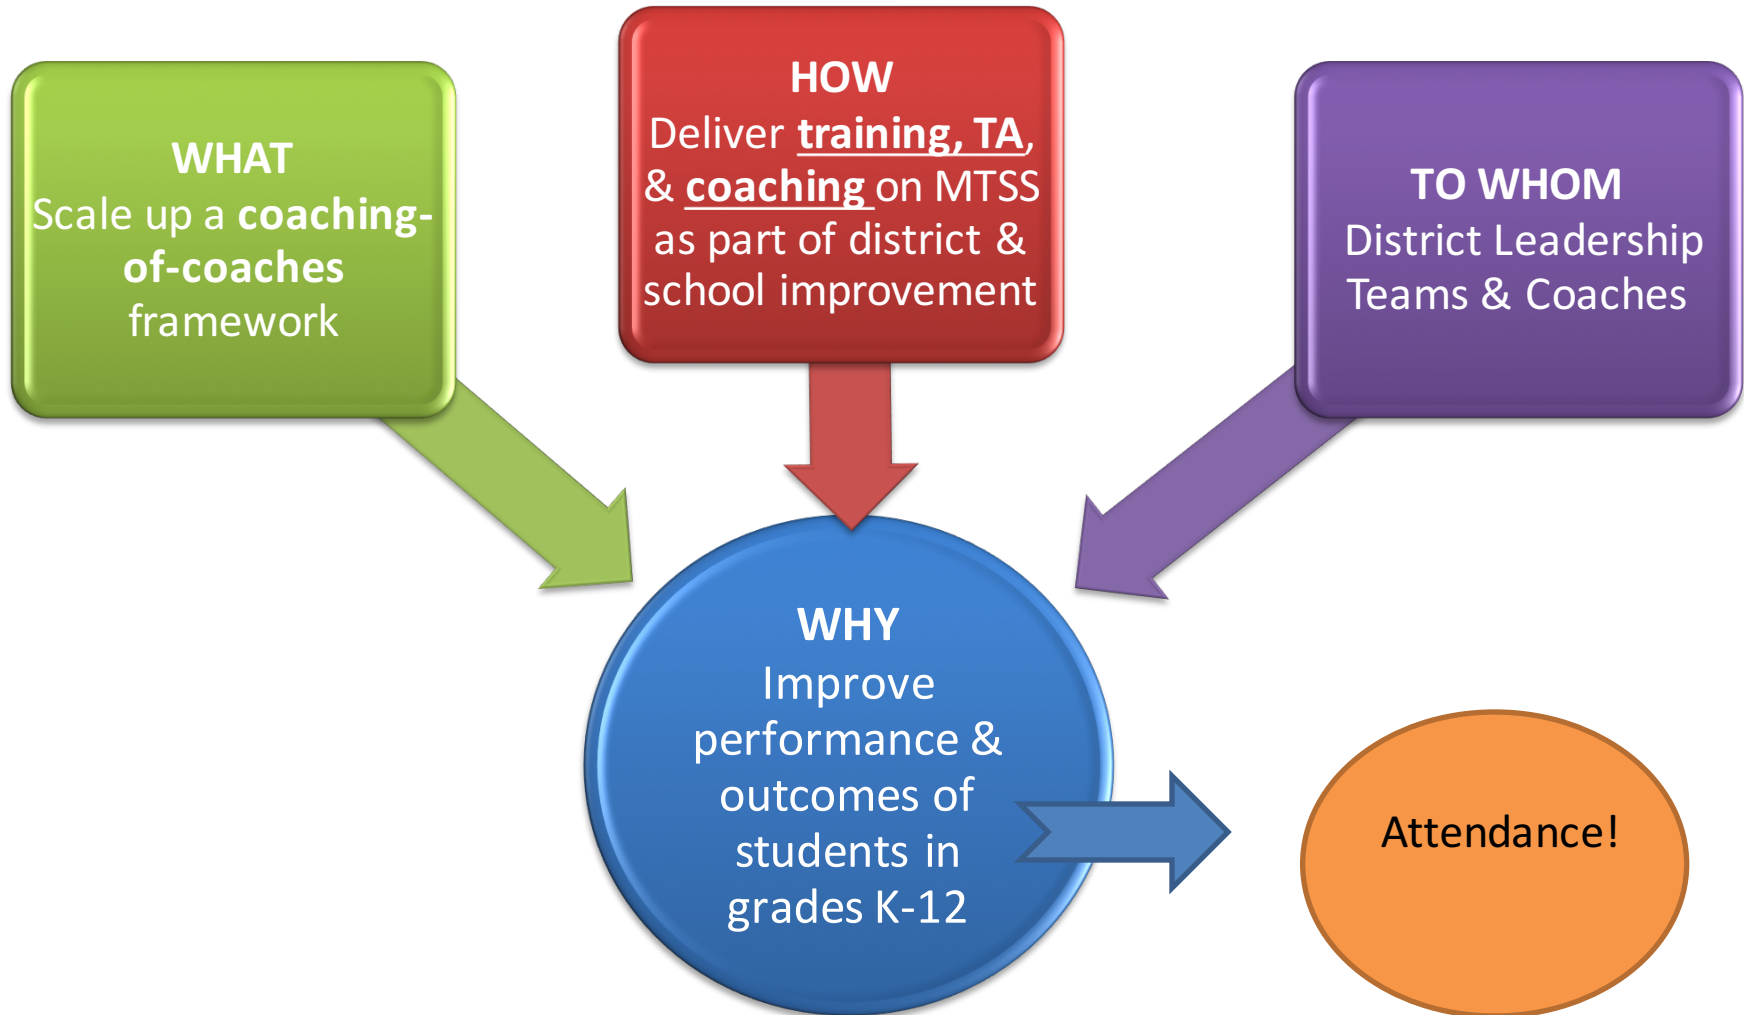 WHAT
Scale up a coaching-
of-coaches
framework
HOW
Deliver training, TA,
& coaching on MTSS
as part of district &
school improvement
TO WHOM
District Leadership
Teams & Coaches
WHY
Improve
performance &
outcomes of
students in
grades K-12
Attendance!